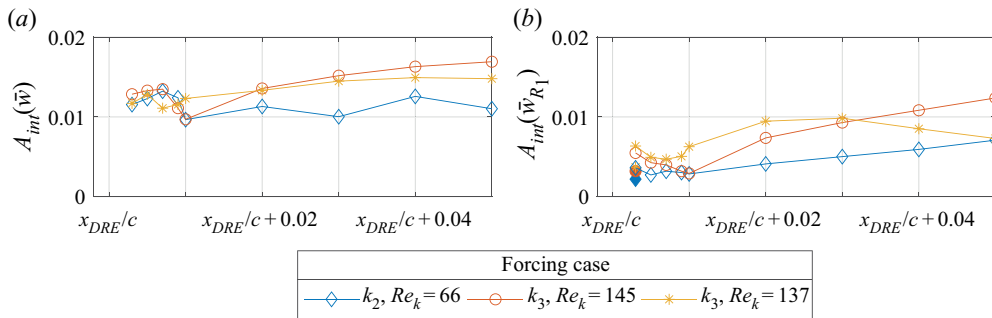 (a)
(b)
0.02
0.01
0
A_int(w̄)
x_DRE/c
x_DRE/c + 0.02
x_DRE/c + 0.04
0.02
0.01
0
A_int(w̄_R1)
x_DRE/c
x_DRE/c + 0.02
x_DRE/c + 0.04
Forcing case
k_2, Re_k = 66
k_3, Re_k = 145
k_3, Re_k = 137